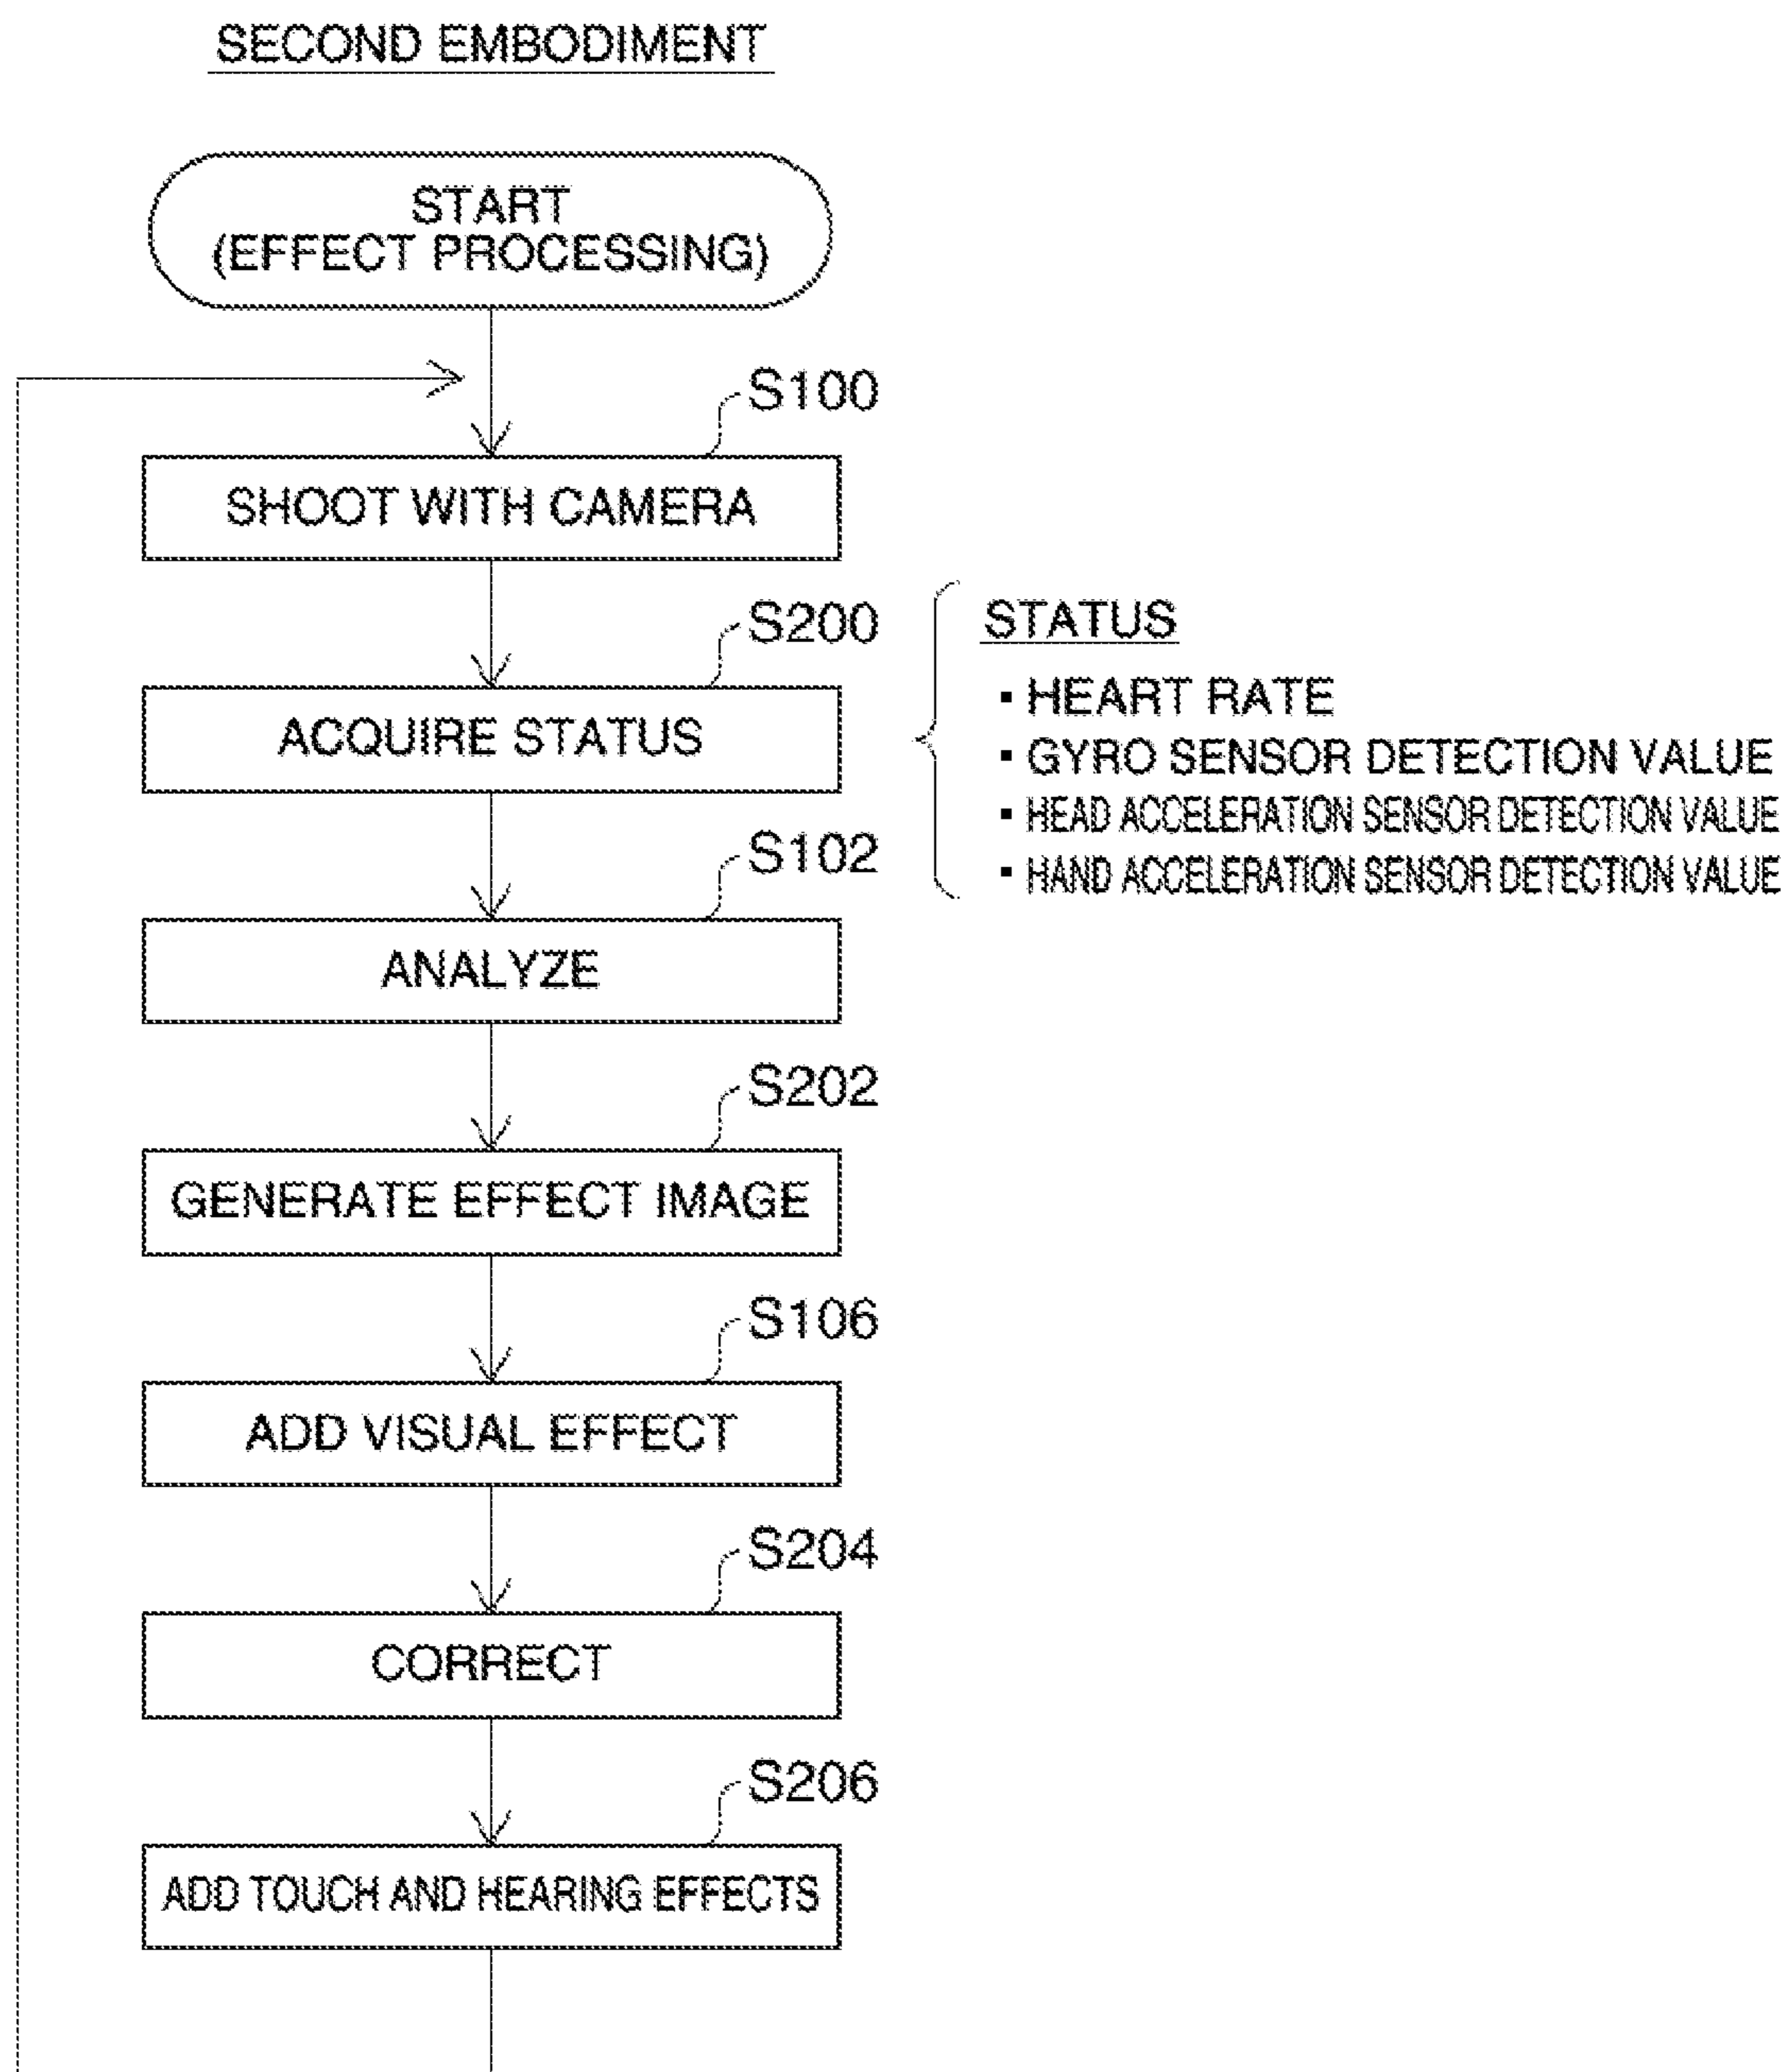 SECOND EMBODIMENT
START
(EFFECT PROCESSING)
S100
SHOOT WITH CAMERA
S200
ACQUIRE STATUS
STATUS
▪ HEART RATE
▪ GYRO SENSOR DETECTION VALUE
▪ HEAD ACCELERATION SENSOR DETECTION VALUE
▪ HAND ACCELERATION SENSOR DETECTION VALUE
S102
ANALYZE
S202
GENERATE EFFECT IMAGE
S106
ADD VISUAL EFFECT
S204
CORRECT
S206
ADD TOUCH AND HEARING EFFECTS